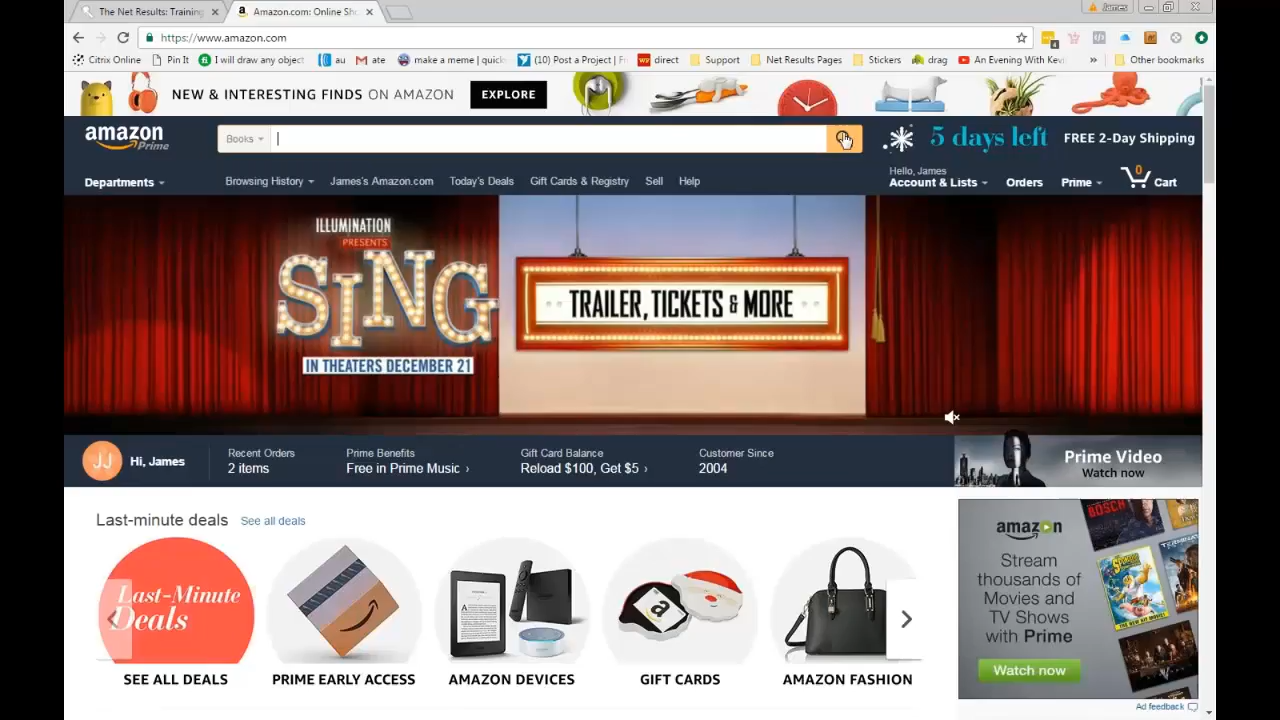 The Net Results: Training
Amazon.com: Online Sho
James
https://www.amazon.com
Citrix Online
Pin It
I will draw any object
au
ate
make a meme | quick
(10) Post a Project | Fr
direct
Support
Net Results Pages
Stickers
drag
An Evening With Kevi
»
Other bookmarks
NEW & INTERESTING FINDS ON AMAZON
EXPLORE
amazon
Prime
Books
5 days left
FREE 2-Day Shipping
Departments
Browsing History
James's Amazon.com
Today's Deals
Gift Cards & Registry
Sell
Help
Hello, James
Account & Lists
Orders
Prime
0
Cart
ILLUMINATION
PRESENTS
SING
IN THEATERS DECEMBER 21
TRAILER, TICKETS & MORE
JJ
Hi, James
Recent Orders
2 items
Prime Benefits
Free in Prime Music ›
Gift Card Balance
Reload $100, Get $5 ›
Customer Since
2004
Prime Video
Watch now
Last-minute deals
See all deals
Last-Minute
Deals
SEE ALL DEALS
PRIME EARLY ACCESS
AMAZON DEVICES
GIFT CARDS
AMAZON FASHION
amazon
Stream
thousands of
Movies and
TV Shows
with Prime
Watch now
BOSCH
Ad feedback